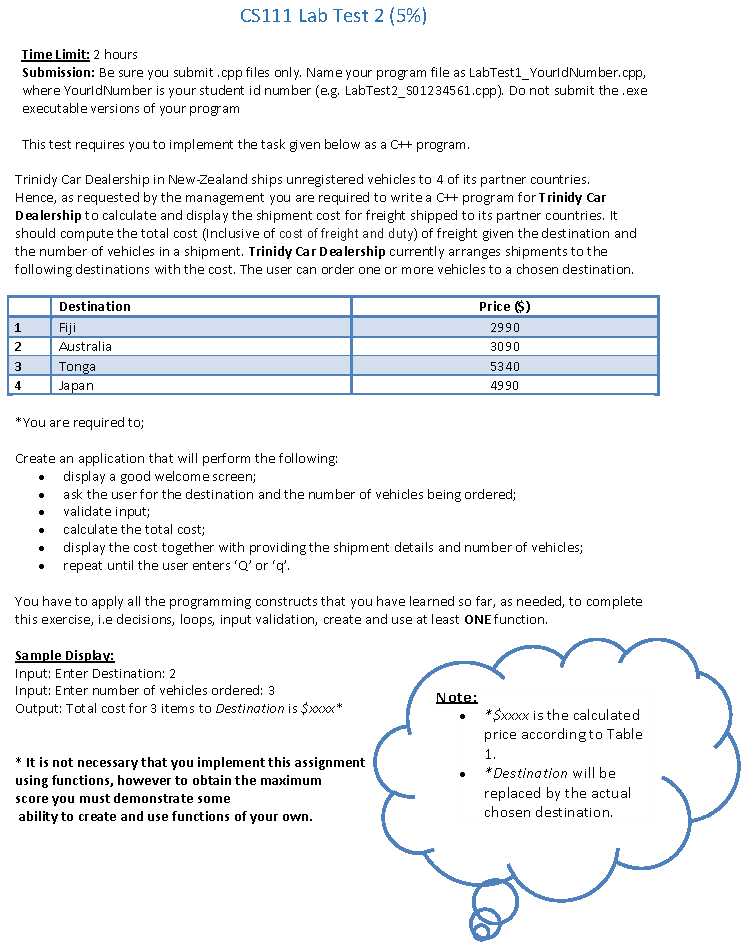 CS111 Lab Test 2 (5%)
Time Limit: 2 hours
Submission: Be sure you submit .cpp files only. Name your program file as LabTest1_YourIdNumber.cpp,
where YourIdNumber is your student id number (e.g. LabTest2_S01234561.cpp). Do not submit the .exe
executable versions of your program
This test requires you to implement the task given below as a C++ program.
Trinidy Car Dealership in New-Zealand ships unregistered vehicles to 4 of its partner countries.
Hence, as requested by the management you are required to write a C++ program for Trinidy Car
Dealership to calculate and display the shipment cost for freight shipped to its partner countries. It
should compute the total cost (Inclusive of cost of freight and duty) of freight given the destination and
the number of vehicles in a shipment. Trinidy Car Dealership currently arranges shipments to the
following destinations with the cost. The user can order one or more vehicles to a chosen destination.
Destination Price ($)
1 Fiji 2990
2 Australia 3090
3 Tonga 5340
4 Japan 4990
*You are required to;
Create an application that will perform the following:
• display a good welcome screen;
• ask the user for the destination and the number of vehicles being ordered;
• validate input;
• calculate the total cost;
• display the cost together with providing the shipment details and number of vehicles;
• repeat until the user enters ‘Q’ or ‘q’.
You have to apply all the programming constructs that you have learned so far, as needed, to complete
this exercise, i.e decisions, loops, input validation, create and use at least ONE function.
Sample Display:
Input: Enter Destination: 2
Input: Enter number of vehicles ordered: 3
Output: Total cost for 3 items to Destination is $xxxx*
* It is not necessary that you implement this assignment
using functions, however to obtain the maximum
score you must demonstrate some
ability to create and use functions of your own.
Note:
• *$xxxx is the calculated
price according to Table
1.
• *Destination will be
replaced by the actual
chosen destination.